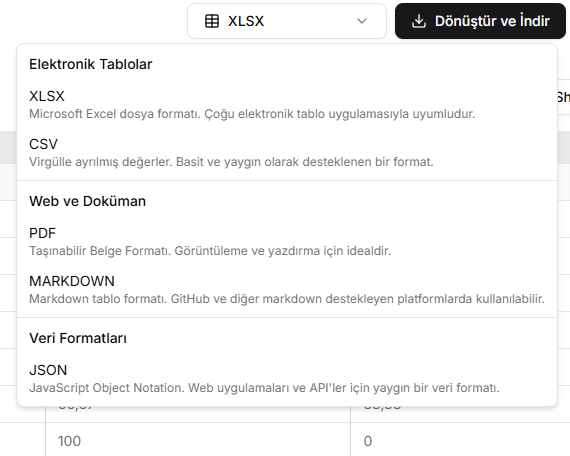 XLSX
Dönüştür ve İndir
Elektronik Tablolar
XLSX
Microsoft Excel dosya formatı. Çoğu elektronik tablo uygulamasıyla uyumludur.
Sh
CSV
Virgülle ayrılmış değerler. Basit ve yaygın olarak desteklenen bir format.
Web ve Doküman
PDF
Taşınabilir Belge Formatı. Görüntüleme ve yazdırma için idealdir.
MARKDOWN
Markdown tablo formatı. GitHub ve diğer markdown destekleyen platformlarda kullanılabilir.
Veri Formatları
JSON
JavaScript Object Notation. Web uygulamaları ve API'ler için yaygın bir veri formatı.
100 0